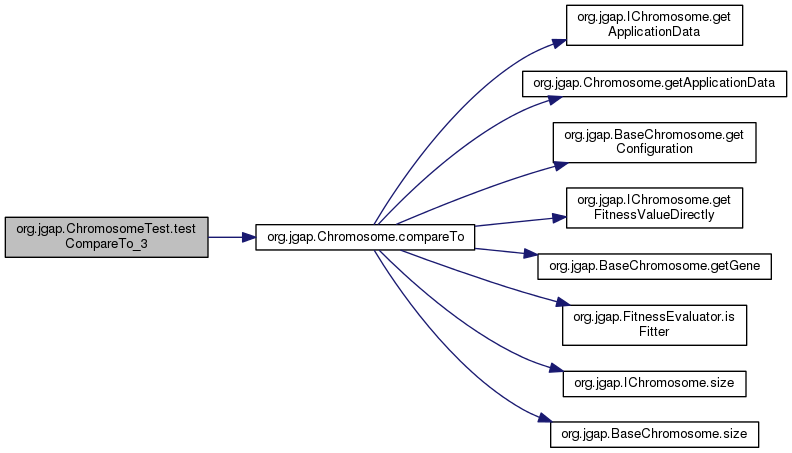 org.jgap.ChromosomeTest.test
CompareTo_3
org.jgap.Chromosome.compareTo
org.jgap.IChromosome.get
ApplicationData
org.jgap.Chromosome.getApplicationData
org.jgap.BaseChromosome.get
Configuration
org.jgap.IChromosome.get
FitnessValueDirectly
org.jgap.BaseChromosome.getGene
org.jgap.FitnessEvaluator.is
Fitter
org.jgap.IChromosome.size
org.jgap.BaseChromosome.size